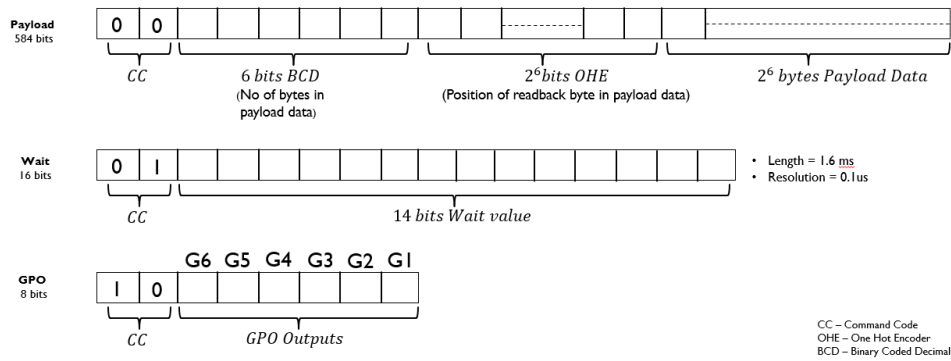 Payload
584 bits
0 0
CC
6 bits BCD
(No of bytes in
payload data)
2⁶bits OHE
(Position of readback byte in payload data)
2⁶ bytes Payload Data
Wait
16 bits
0 1
CC
14 bits Wait value
• Length = 1.6 ms
• Resolution = 0.1us
G6 G5 G4 G3 G2 G1
GPO
8 bits
1 0
CC
GPO Outputs
CC – Command Code
OHE – One Hot Encoder
BCD – Binary Coded Decimal